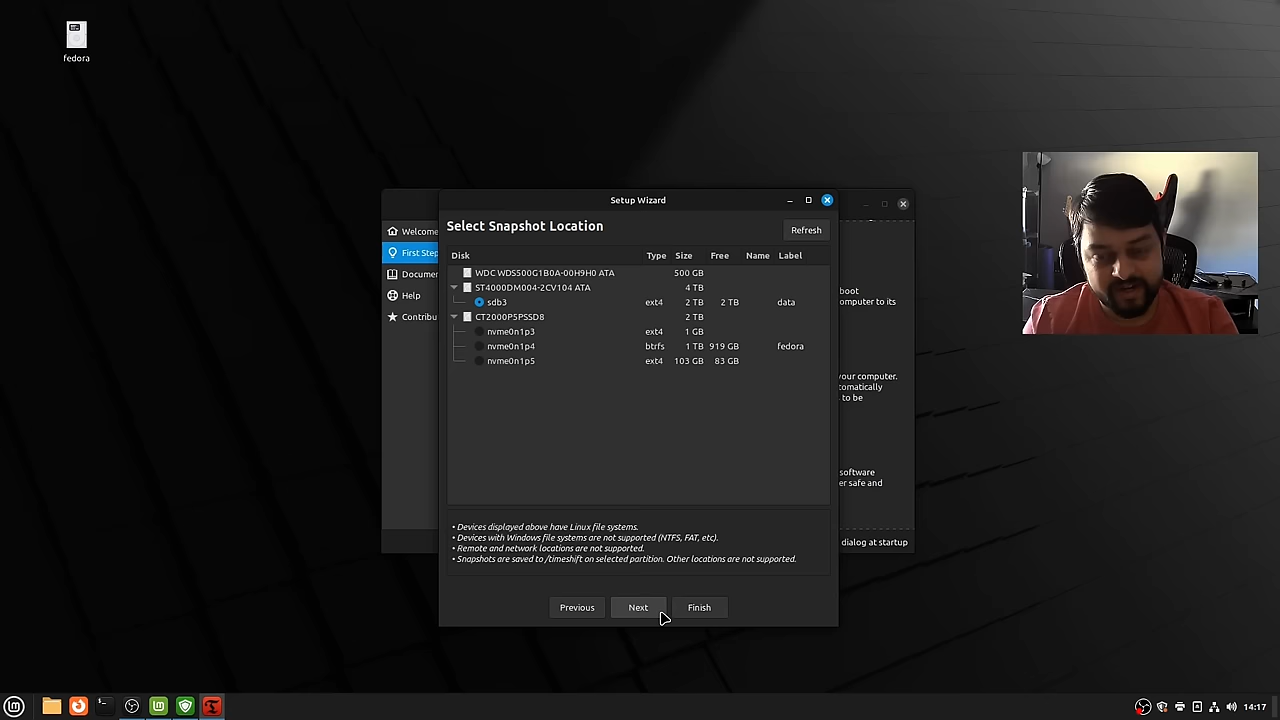 fedora
Setup Wizard
Select Snapshot Location
Refresh
Disk Type Size Free Name Label
WDC WDS500G1B0A-00H9H0 ATA 500 GB
ST4000DM004-2CV104 ATA 4 TB
sdb3 ext4 2 TB 2 TB data
CT2000P5PSSD8 2 TB
nvme0n1p3 ext4 1 GB
nvme0n1p4 btrfs 1 TB 919 GB fedora
nvme0n1p5 ext4 103 GB 83 GB
• Devices displayed above have Linux file systems.
• Devices with Windows file systems are not supported (NTFS, FAT, etc).
• Remote and network locations are not supported.
• Snapshots are saved to /timeshift on selected partition. Other locations are not supported.
Previous Next Finish
Welcome
First Step
Documen
Help
Contribu
boot
omputer to its
your computer.
tomatically
to be
software
er safe and
dialog at startup
14:17